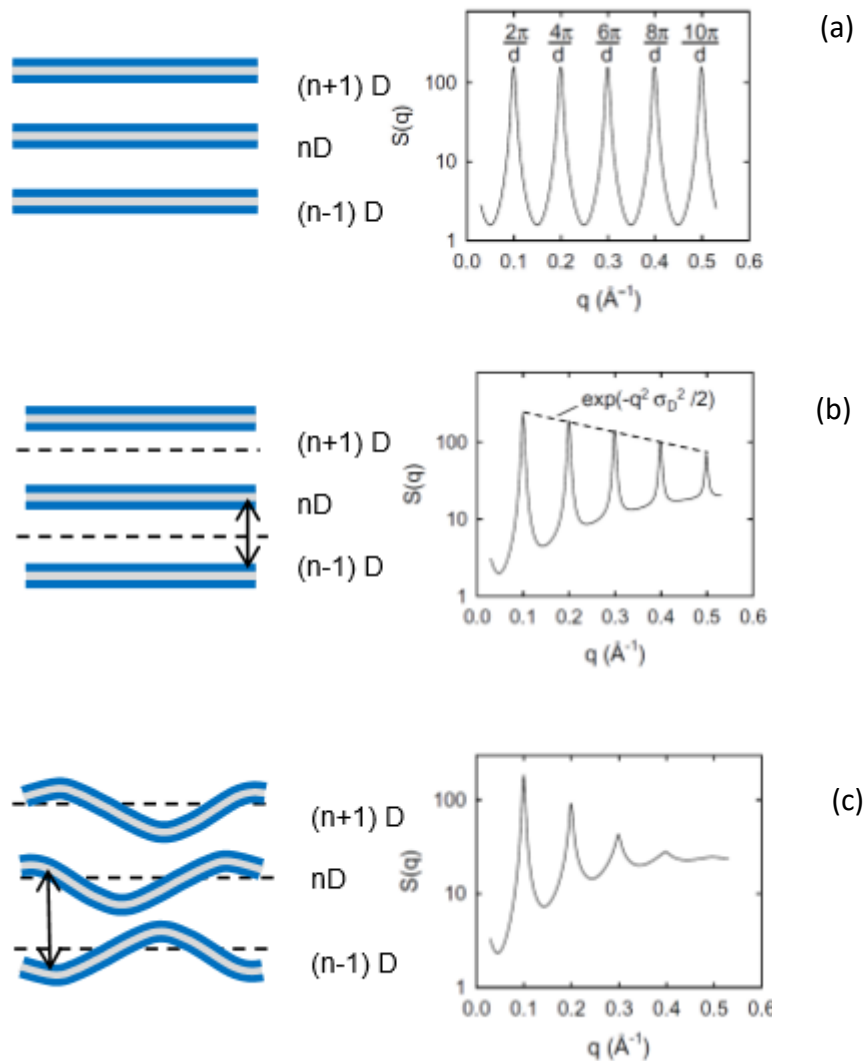 (a)
(n+1) D
nD
(n-1) D
2π/d 4π/d 6π/d 8π/d 10π/d
100
10
1
S(q)
0.0 0.1 0.2 0.3 0.4 0.5 0.6
q (Å⁻¹)
(b)
(n+1) D
nD
(n-1) D
exp(-q² σ_D² /2)
100
10
1
S(q)
0.0 0.1 0.2 0.3 0.4 0.5 0.6
q (Å⁻¹)
(c)
(n+1) D
nD
(n-1) D
100
10
1
S(q)
0.0 0.1 0.2 0.3 0.4 0.5 0.6
q (Å⁻¹)